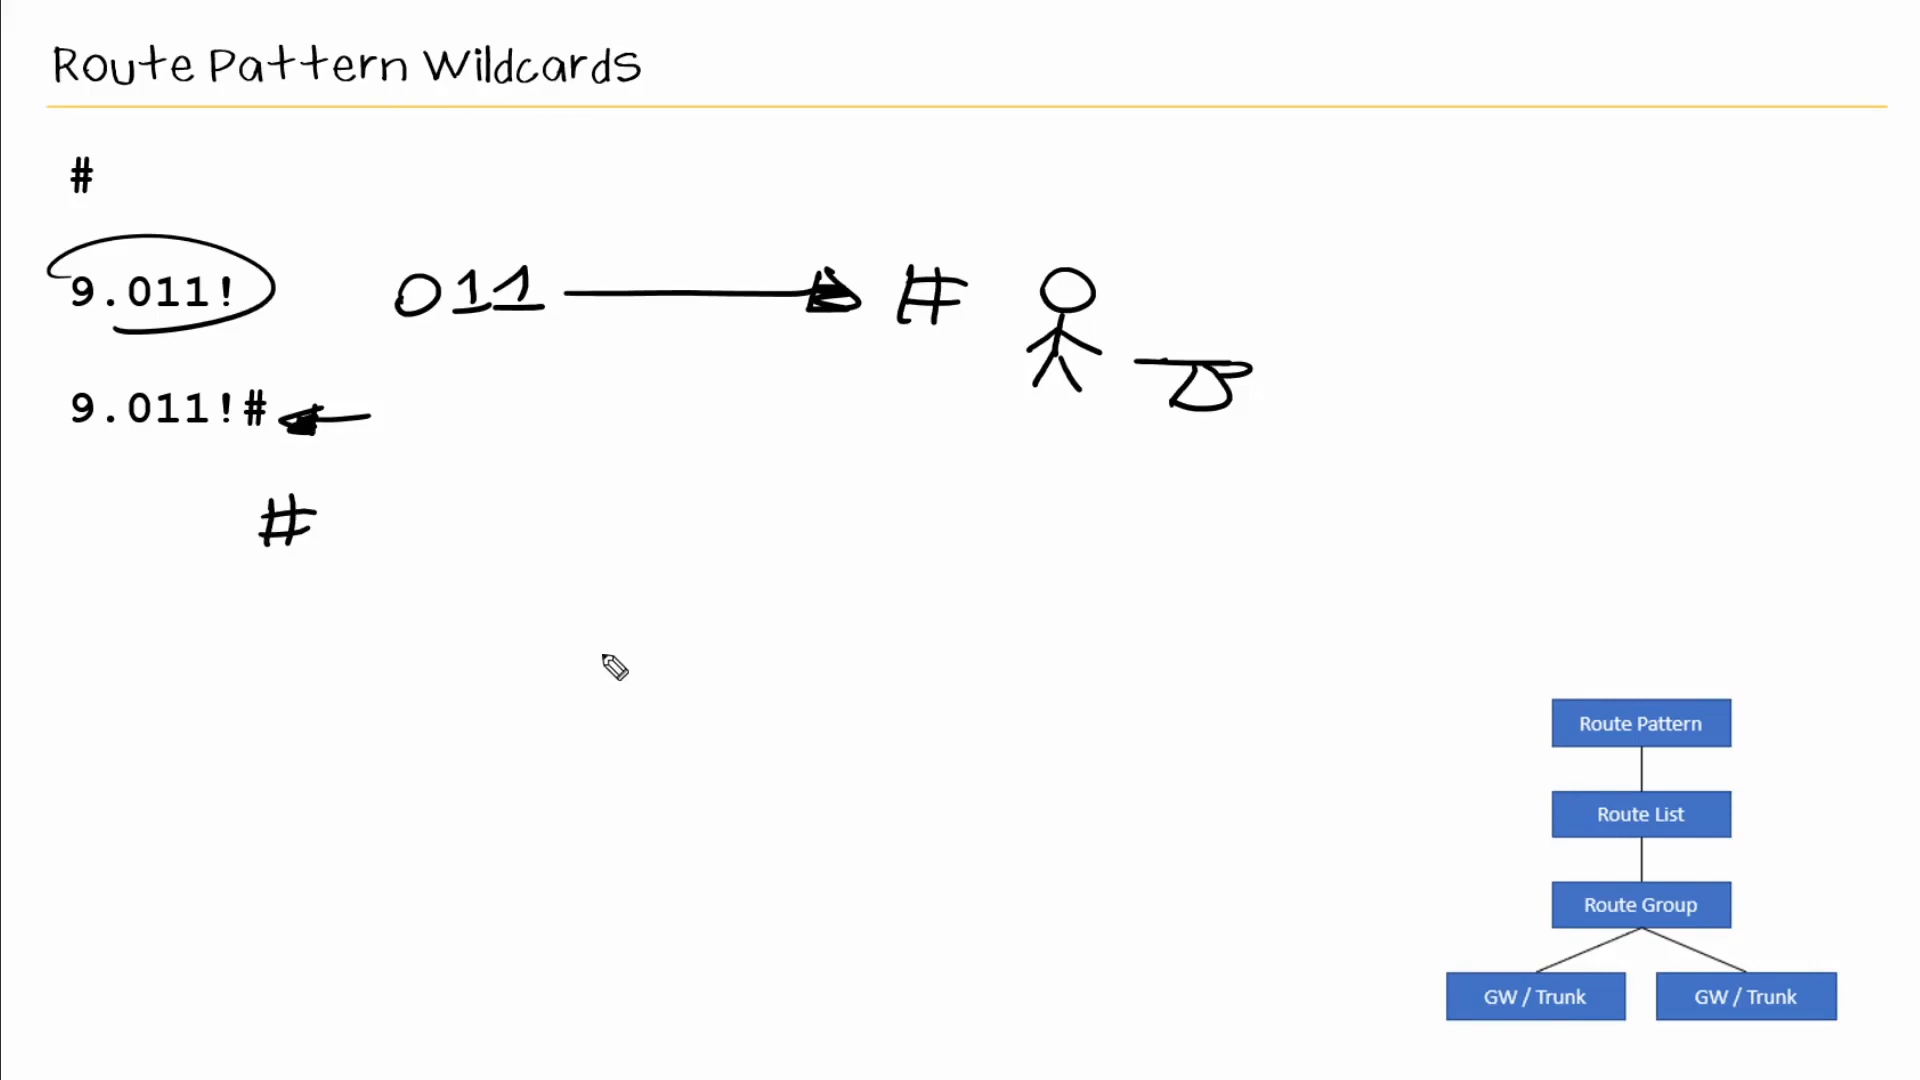 Route Pattern Wildcards
#
9.011! 011 #
9.011!#
#
Route Pattern
Route List
Route Group
GW / Trunk GW / Trunk